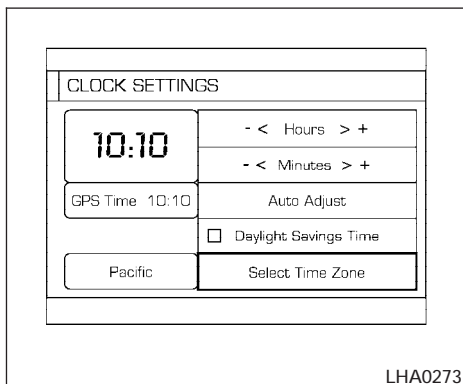 CLOCK SETTINGS
10:10
- < Hours > +
- < Minutes > +
GPS Time 10:10
Auto Adjust
Daylight Savings Time
Pacific
Select Time Zone
LHA0273